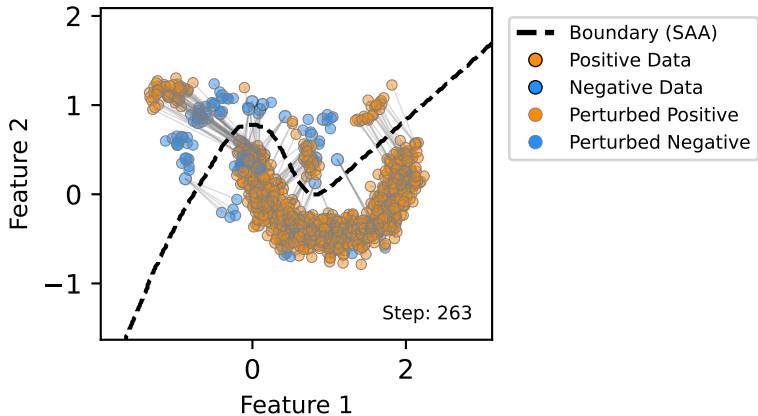 2
1
0
−1
Feature 2
0
2
Feature 1
Step: 263
Boundary (SAA)
Positive Data
Negative Data
Perturbed Positive
Perturbed Negative